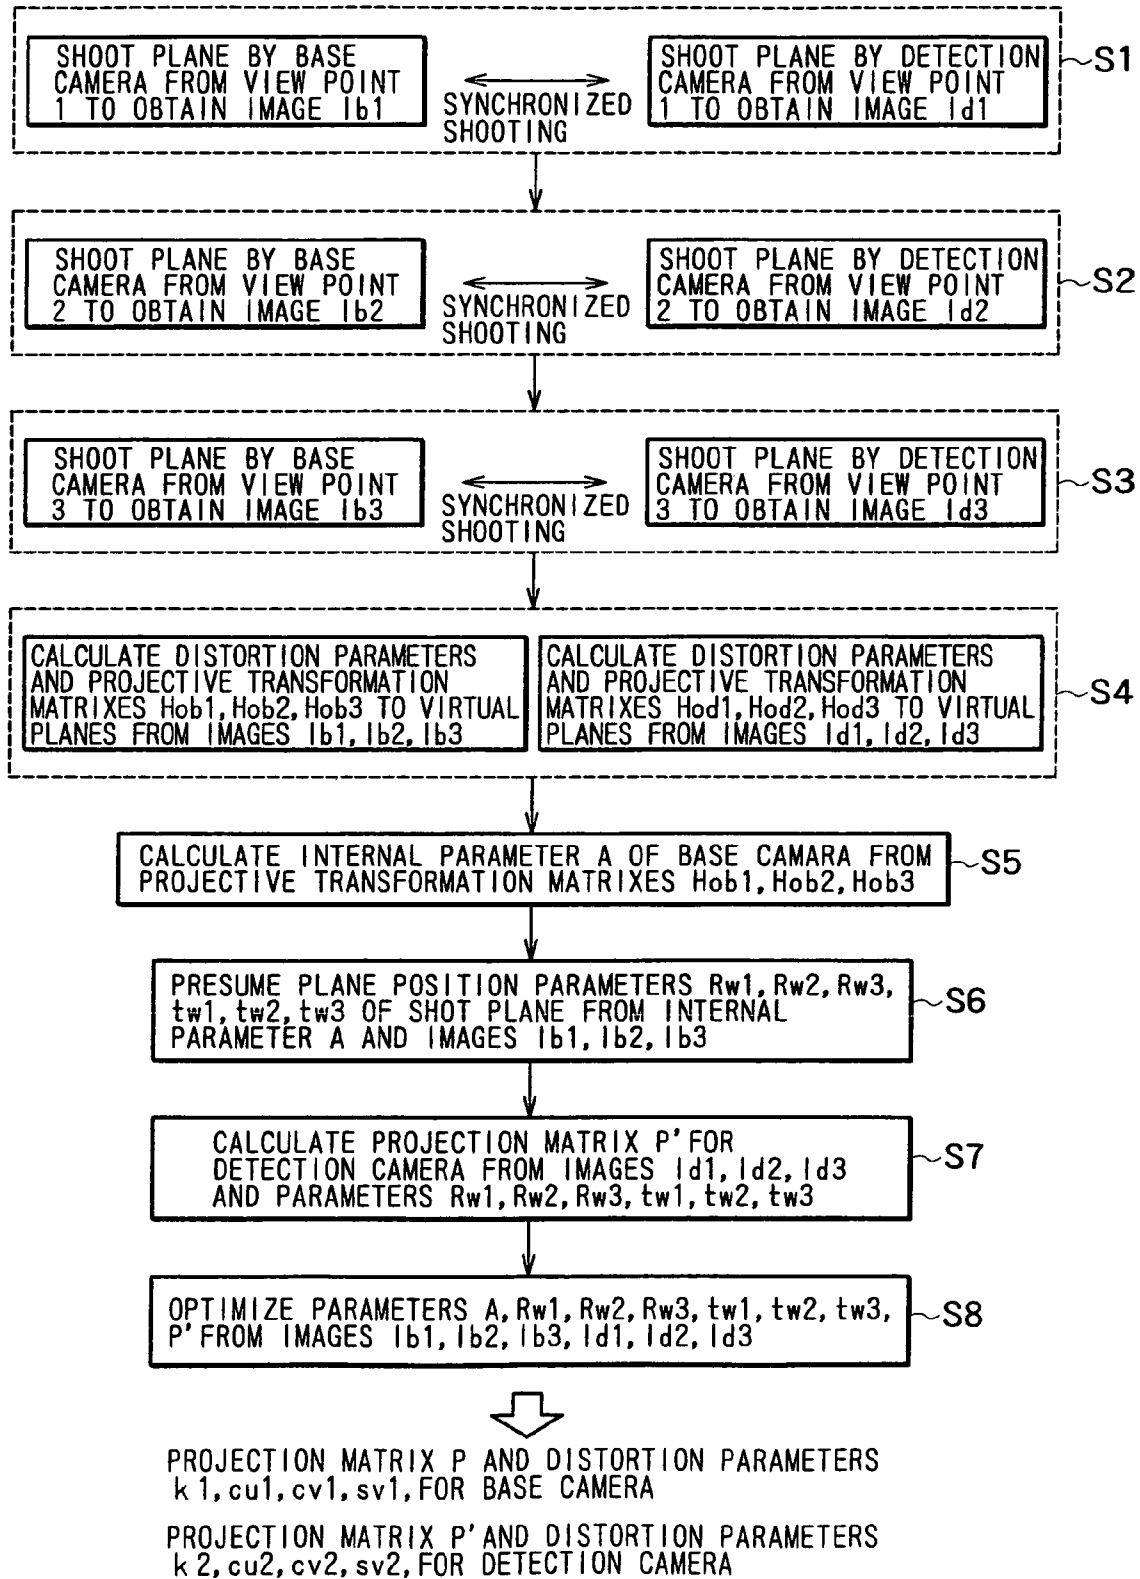 SHOOT PLANE BY BASE
CAMERA FROM VIEW POINT
1 TO OBTAIN IMAGE Ib1
SYNCHRONIZED
SHOOTING
SHOOT PLANE BY DETECTION
CAMERA FROM VIEW POINT
1 TO OBTAIN IMAGE Id1
S1
SHOOT PLANE BY BASE
CAMERA FROM VIEW POINT
2 TO OBTAIN IMAGE Ib2
SYNCHRONIZED
SHOOTING
SHOOT PLANE BY DETECTION
CAMERA FROM VIEW POINT
2 TO OBTAIN IMAGE Id2
S2
SHOOT PLANE BY BASE
CAMERA FROM VIEW POINT
3 TO OBTAIN IMAGE Ib3
SYNCHRONIZED
SHOOTING
SHOOT PLANE BY DETECTION
CAMERA FROM VIEW POINT
3 TO OBTAIN IMAGE Id3
S3
CALCULATE DISTORTION PARAMETERS
AND PROJECTIVE TRANSFORMATION
MATRIXES Hob1, Hob2, Hob3 TO VIRTUAL
PLANES FROM IMAGES Ib1, Ib2, Ib3
CALCULATE DISTORTION PARAMETERS
AND PROJECTIVE TRANSFORMATION
MATRIXES Hod1, Hod2, Hod3 TO VIRTUAL
PLANES FROM IMAGES Id1, Id2, Id3
S4
CALCULATE INTERNAL PARAMETER A OF BASE CAMARA FROM
PROJECTIVE TRANSFORMATION MATRIXES Hob1, Hob2, Hob3
S5
PRESUME PLANE POSITION PARAMETERS Rw1, Rw2, Rw3,
tw1, tw2, tw3 OF SHOT PLANE FROM INTERNAL
PARAMETER A AND IMAGES Ib1, Ib2, Ib3
S6
CALCULATE PROJECTION MATRIX P' FOR
DETECTION CAMERA FROM IMAGES Id1, Id2, Id3
AND PARAMETERS Rw1, Rw2, Rw3, tw1, tw2, tw3
S7
OPTIMIZE PARAMETERS A, Rw1, Rw2, Rw3, tw1, tw2, tw3,
P' FROM IMAGES Ib1, Ib2, Ib3, Id1, Id2, Id3
S8
PROJECTION MATRIX P AND DISTORTION PARAMETERS
k1, cu1, cv1, sv1, FOR BASE CAMERA
PROJECTION MATRIX P' AND DISTORTION PARAMETERS
k2, cu2, cv2, sv2, FOR DETECTION CAMERA